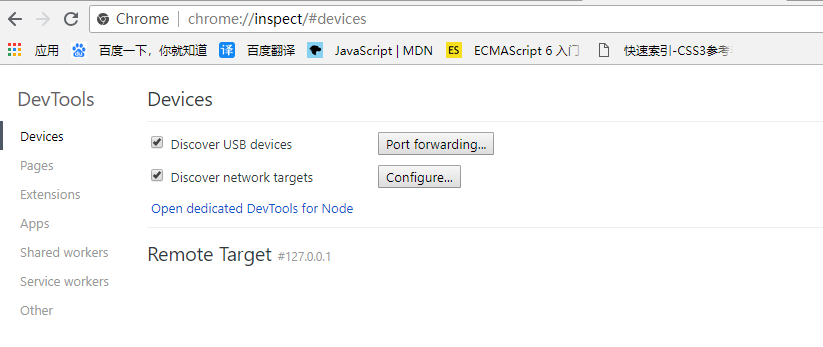 Chrome | chrome://inspect/#devices
应用 百度一下，你就知道 译 百度翻译 JavaScript | MDN ES ECMAScript 6 入门 快速索引-CSS3参考
DevTools
Devices
Pages
Extensions
Apps
Shared workers
Service workers
Other
Devices
Discover USB devices Port forwarding...
Discover network targets Configure...
Open dedicated DevTools for Node
Remote Target #127.0.0.1